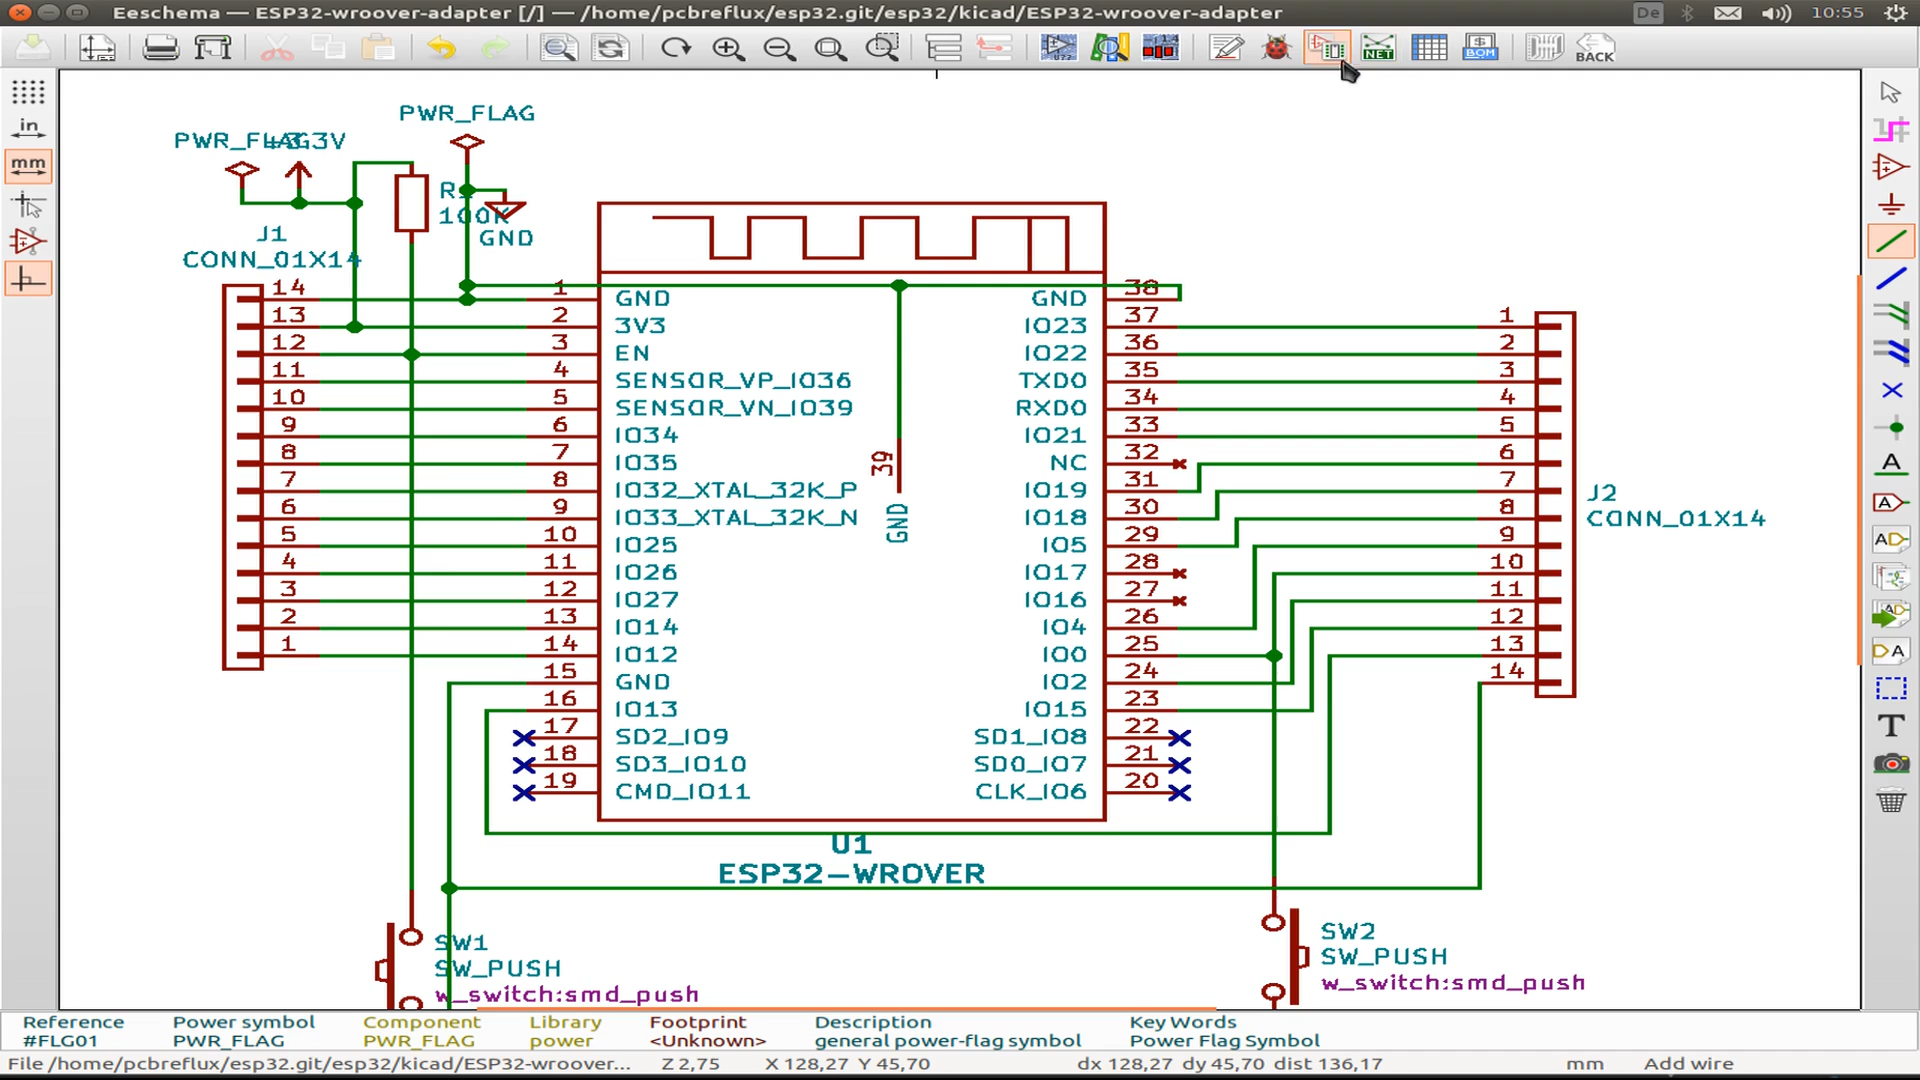 Eeschema — ESP32-wroover-adapter [/] — /home/pcbreflux/esp32.git/esp32/kicad/ESP32-wroover-adapter
De
10:55
NET
BOM
BACK
in
mm
PWR_FLAG
PWR_FLAG
+3.3V
R1
100K
GND
J1
CONN_01X14
14
13
12
11
10
9
8
7
6
5
4
3
2
1
1 GND
2 3V3
3 EN
4 SENSOR_VP_IO36
5 SENSOR_VN_IO39
6 IO34
7 IO35
8 IO32_XTAL_32K_P
9 IO33_XTAL_32K_N
10 IO25
11 IO26
12 IO27
13 IO14
14 IO12
15 GND
16 IO13
17 SD2_IO9
18 SD3_IO10
19 CMD_IO11
39
GND
GND 38
IO23 37
IO22 36
TXD0 35
RXD0 34
IO21 33
NC 32
IO19 31
IO18 30
IO5 29
IO17 28
IO16 27
IO4 26
IO0 25
IO2 24
IO15 23
SD1_IO8 22
SD0_IO7 21
CLK_IO6 20
1
2
3
4
5
6
7
8
9
10
11
12
13
14
J2
CONN_01X14
U1
ESP32-WROVER
SW1
SW_PUSH
w_switch:smd_push
SW2
SW_PUSH
w_switch:smd_push
Reference Power symbol Component Library Footprint Description Key Words
#FLG01 PWR_FLAG PWR_FLAG power <Unknown> general power-flag symbol Power Flag Symbol
File /home/pcbreflux/esp32.git/esp32/kicad/ESP32-wroover... Z 2,75 X 128,27 Y 45,70 dx 128,27 dy 45,70 dist 136,17 mm Add wire